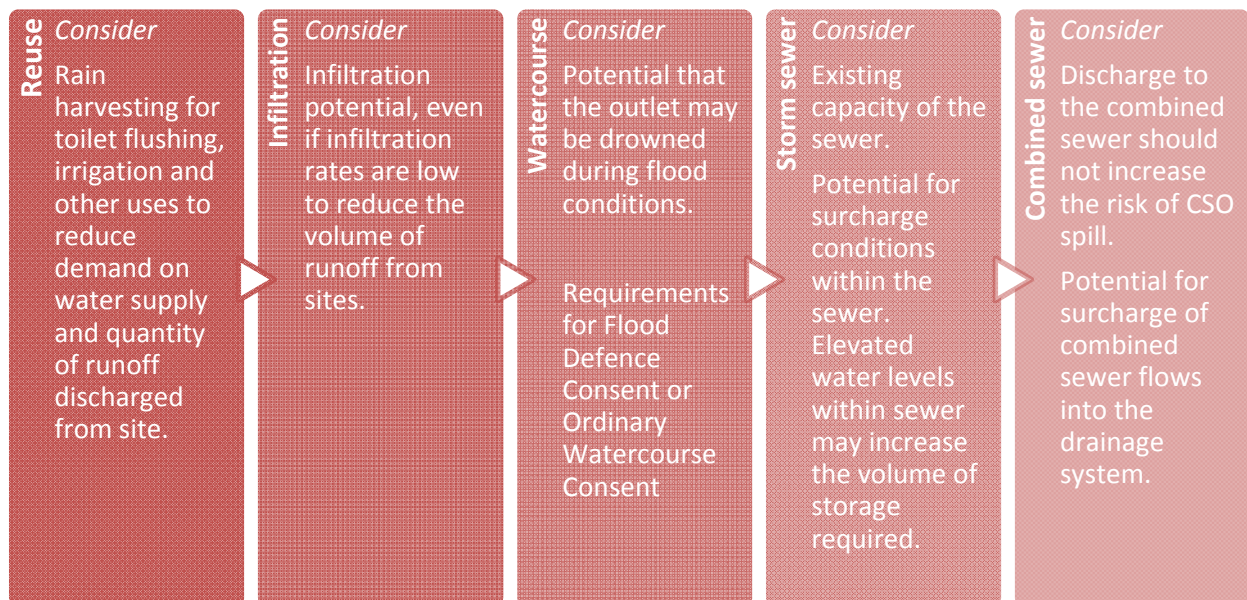 Reuse
Consider
Rain
harvesting for
toilet flushing,
irrigation and
other uses to
reduce
demand on
water supply
and quantity
of runoff
discharged
from site.
Infiltration
Consider
Infiltration
potential, even
if infiltration
rates are low
to reduce the
volume of
runoff from
sites.
Watercourse
Consider
Potential that
the outlet may
be drowned
during flood
conditions.
Requirements
for Flood
Defence
Consent or
Ordinary
Watercourse
Consent
Storm sewer
Consider
Existing
capacity of the
sewer.
Potential for
surcharge
conditions
within the
sewer.
Elevated
water levels
within sewer
may increase
the volume of
storage
required.
Combined sewer
Consider
Discharge to
the combined
sewer should
not increase
the risk of CSO
spill.
Potential for
surcharge of
combined
sewer flows
into the
drainage
system.